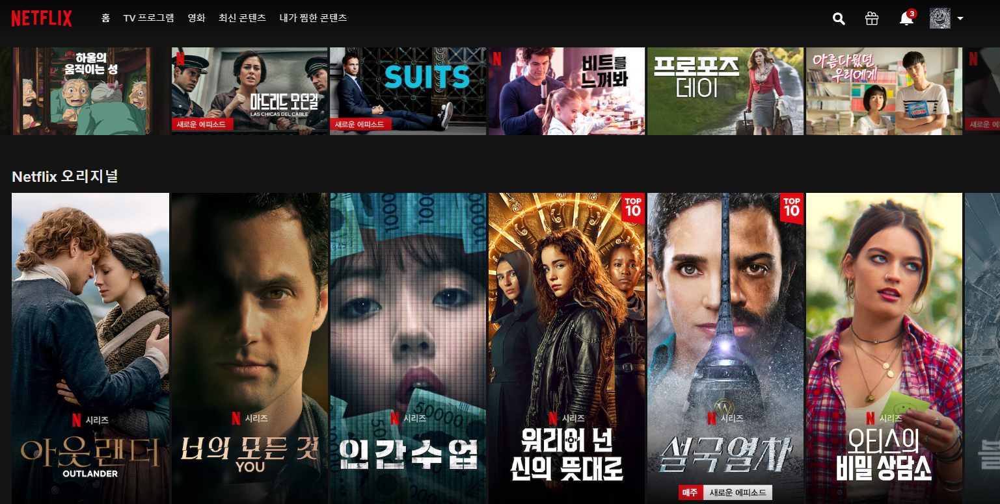 NETFLIX 홈 TV 프로그램 영화 최신 콘텐츠 내가 찜한 콘텐츠 3
하울의
움직이는 성
N
마드리드 모던걸
LAS CHICAS DEL CABLE
새로운 에피소드
SUITS
새로운 에피소드
N
비트를
느껴봐
프로포즈
데이
아름다웠던
우리에게
N
새로운 에피
Netflix 오리지널
N 시리즈
아웃랜더
OUTLANDER
N 시리즈
너의 모든 것
YOU
1000
1000
50000
N 시리즈
인간수업
TOP
10
N 시리즈
워리어 넌
신의 뜻대로
TOP
10
W
N 시리즈
설국열차
매주 새로운 에피소드
N 시리즈
오티스의
비밀 상담소
블